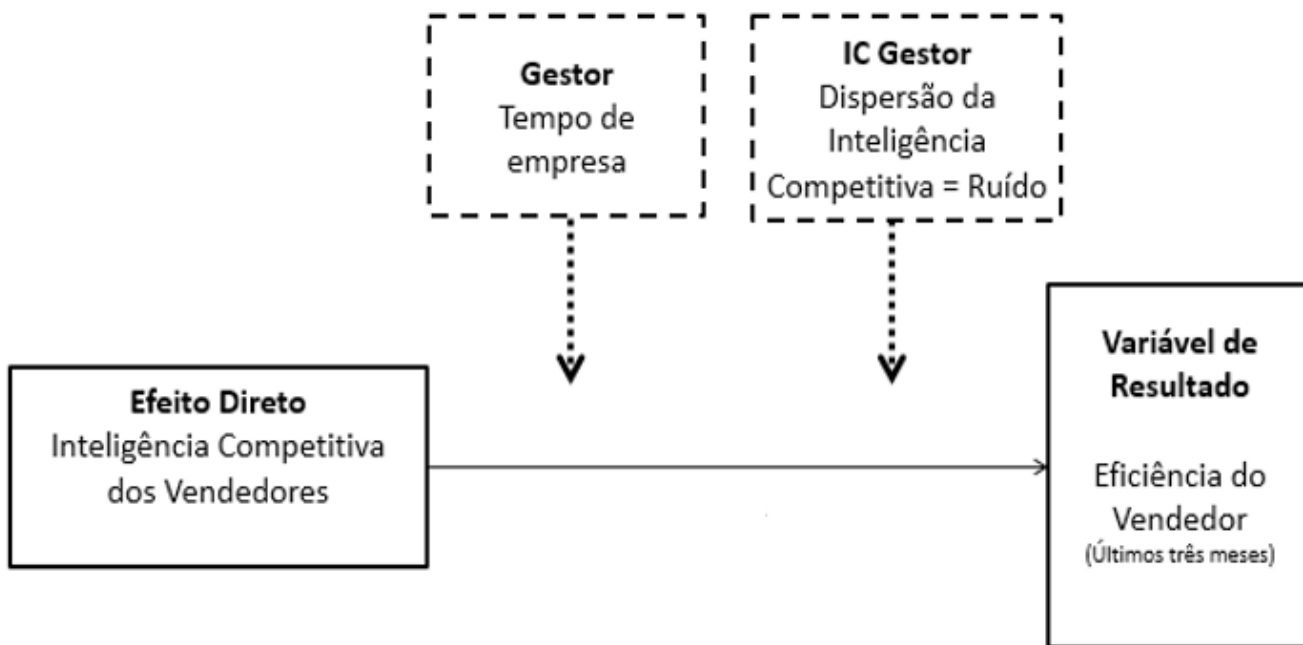 Gestor
Tempo de
empresa
IC Gestor
Dispersão da
Inteligência
Competitiva = Ruído
Efeito Direto
Inteligência Competitiva
dos Vendedores
Variável de
Resultado
Eficiência do
Vendedor
(Últimos três meses)